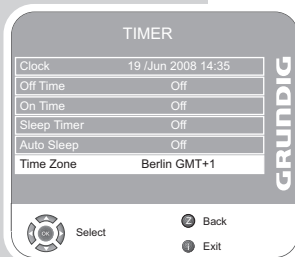 TIMER
Clock 19 /Jun 2008 14:35
Off Time Off
On Time Off
Sleep Timer Off
Auto Sleep Off
Time Zone Berlin GMT+1
GRUNDIG
OK Select
Z Back
i Exit